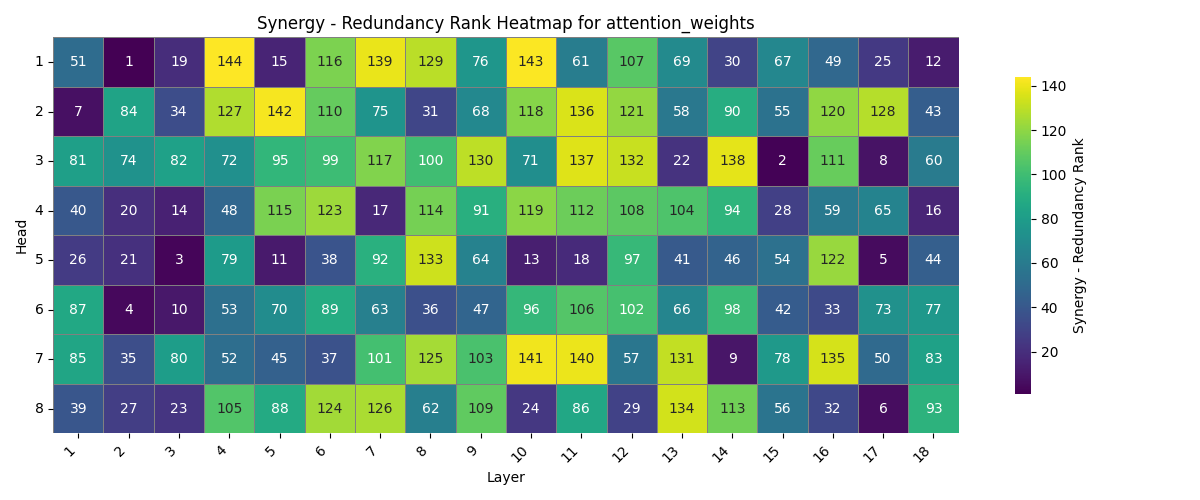 Synergy - Redundancy Rank Heatmap for attention_weights
1 51 1 19 144 15 116 139 129 76 143 61 107 69 30 67 49 25 12
2 7 84 34 127 142 110 75 31 68 118 136 121 58 90 55 120 128 43
3 81 74 82 72 95 99 117 100 130 71 137 132 22 138 2 111 8 60
4 40 20 14 48 115 123 17 114 91 119 112 108 104 94 28 59 65 16
5 26 21 3 79 11 38 92 133 64 13 18 97 41 46 54 122 5 44
6 87 4 10 53 70 89 63 36 47 96 106 102 66 98 42 33 73 77
7 85 35 80 52 45 37 101 125 103 141 140 57 131 9 78 135 50 83
8 39 27 23 105 88 124 126 62 109 24 86 29 134 113 56 32 6 93
1 2 3 4 5 6 7 8 9 10 11 12 13 14 15 16 17 18
Layer
Head
140
120
100
80
60
40
20
Synergy - Redundancy Rank